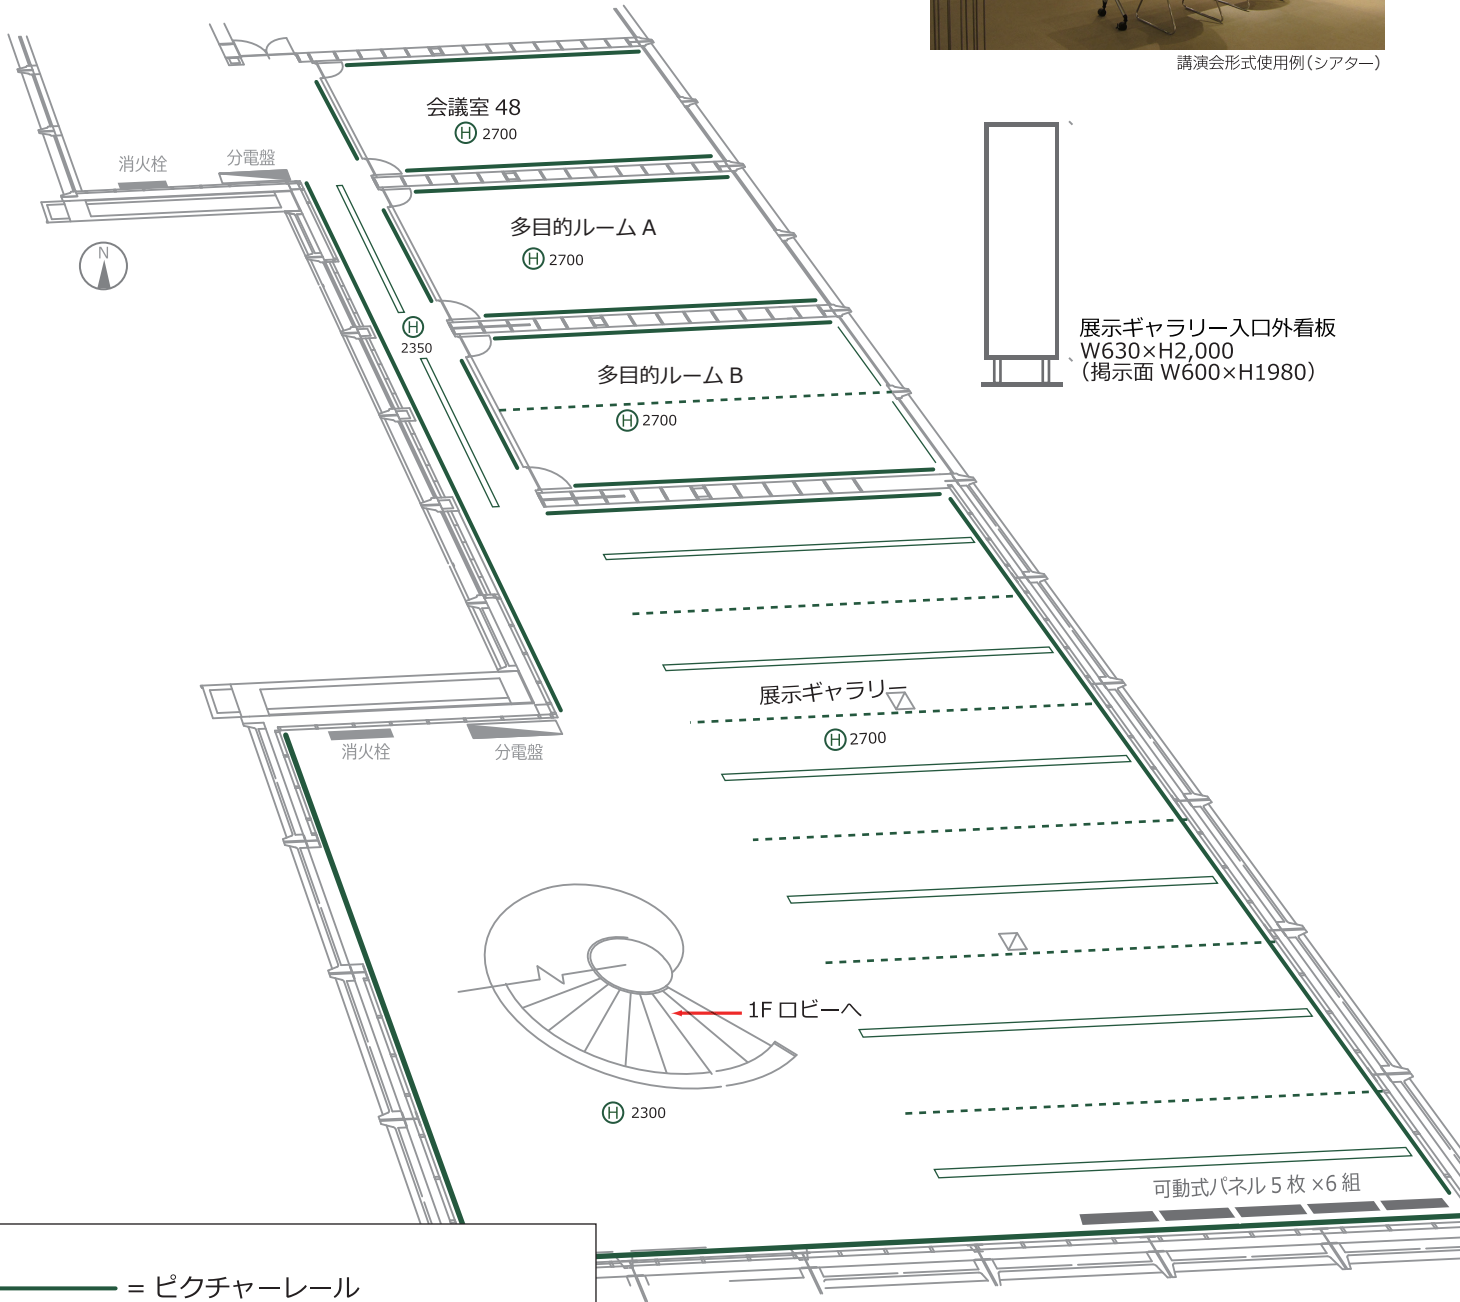 講演会形式使用例(シアター)
会議室 48
H 2700
消火栓
分電盤
多目的ルーム A
H 2700
N
H
2350
展示ギャラリー入口外看板
W630×H2,000
(掲示面 W600×H1980)
多目的ルーム B
H 2700
展示ギャラリー
H 2700
消火栓
分電盤
1F ロビーへ
H 2300
可動式パネル 5 枚 ×6 組
= ピクチャーレール